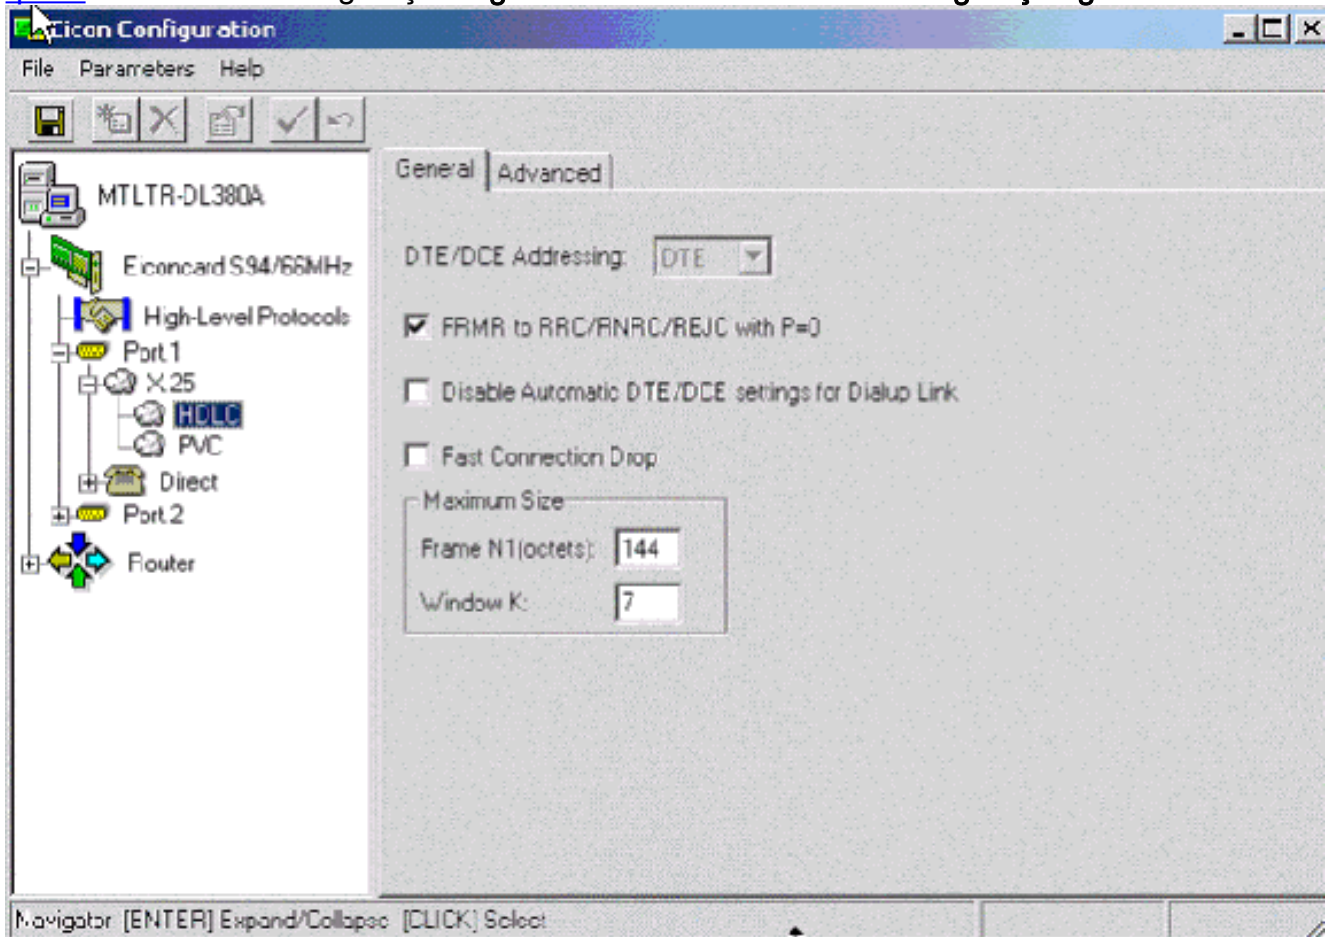 Eicon Configuration
File Parameters Help
MTLTR-DL380A
Eiconcard S94/66MHz
High-Level Protocols
Port 1
X25
HDLC
PVC
Direct
Port 2
Router
General Advanced
DTE/DCE Addressing: DTE
FRMR to RRC/RNRC/REJC with P=0
Disable Automatic DTE/DCE settings for Dialup Link
Fast Connection Drop
Maximum Size
Frame N1(octets): 144
Window K: 7
Navigator [ENTER] Expand/Collapse [CLICK] Select